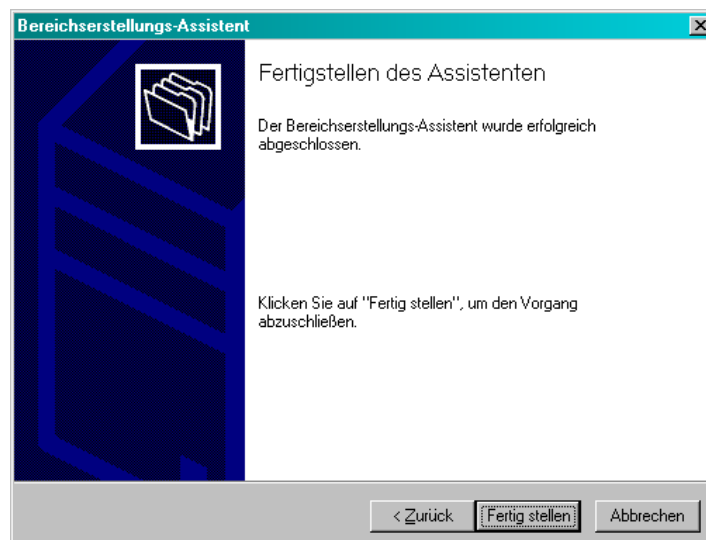 Bereichserstellungs-Assistent
Fertigstellen des Assistenten
Der Bereichserstellungs-Assistent wurde erfolgreich
abgeschlossen.
Klicken Sie auf "Fertig stellen", um den Vorgang
abzuschließen.
< Zurück Fertig stellen Abbrechen